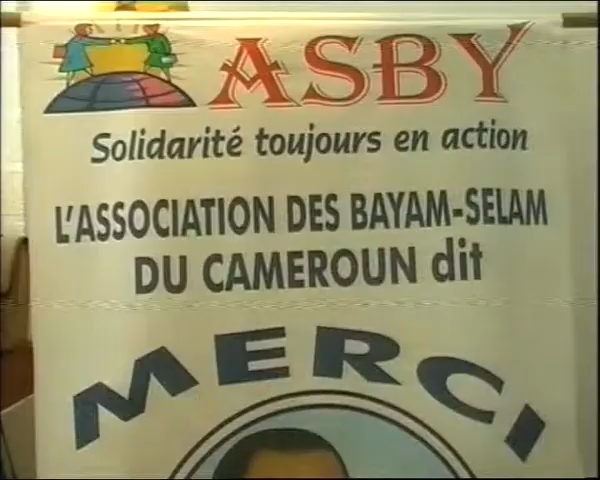 ASBY
Solidarité toujours en action
L'ASSOCIATION DES BAYAM-SELAM
DU CAMEROUN dit
MERCI